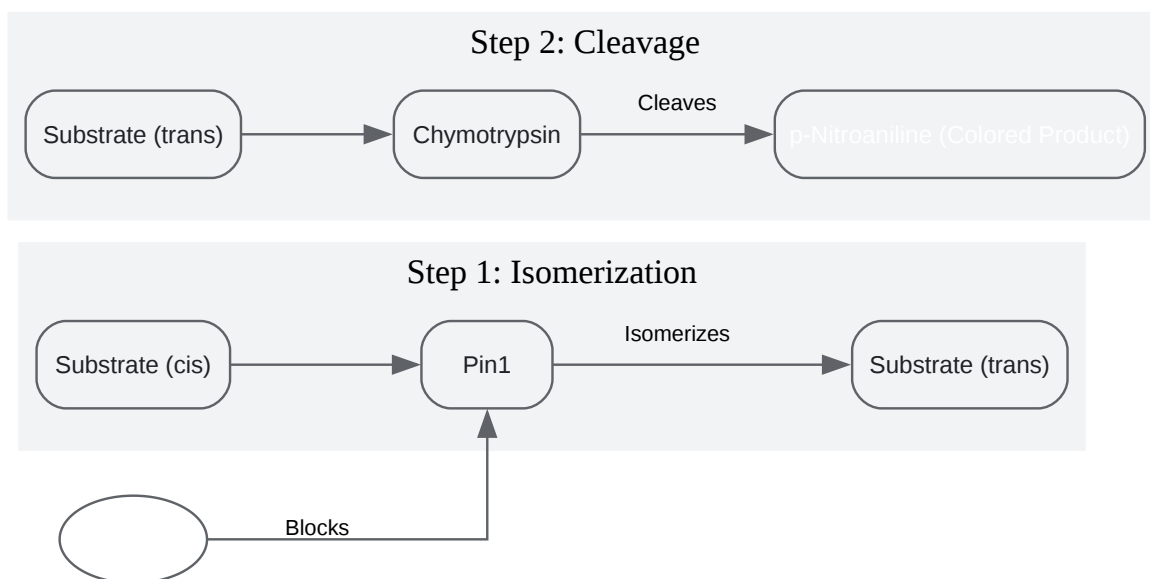 Step 2: Cleavage
Substrate (trans)
Chymotrypsin
Cleaves
p-Nitroaniline (Colored Product)
Step 1: Isomerization
Substrate (cis)
Pin1
Isomerizes
Substrate (trans)
Blocks